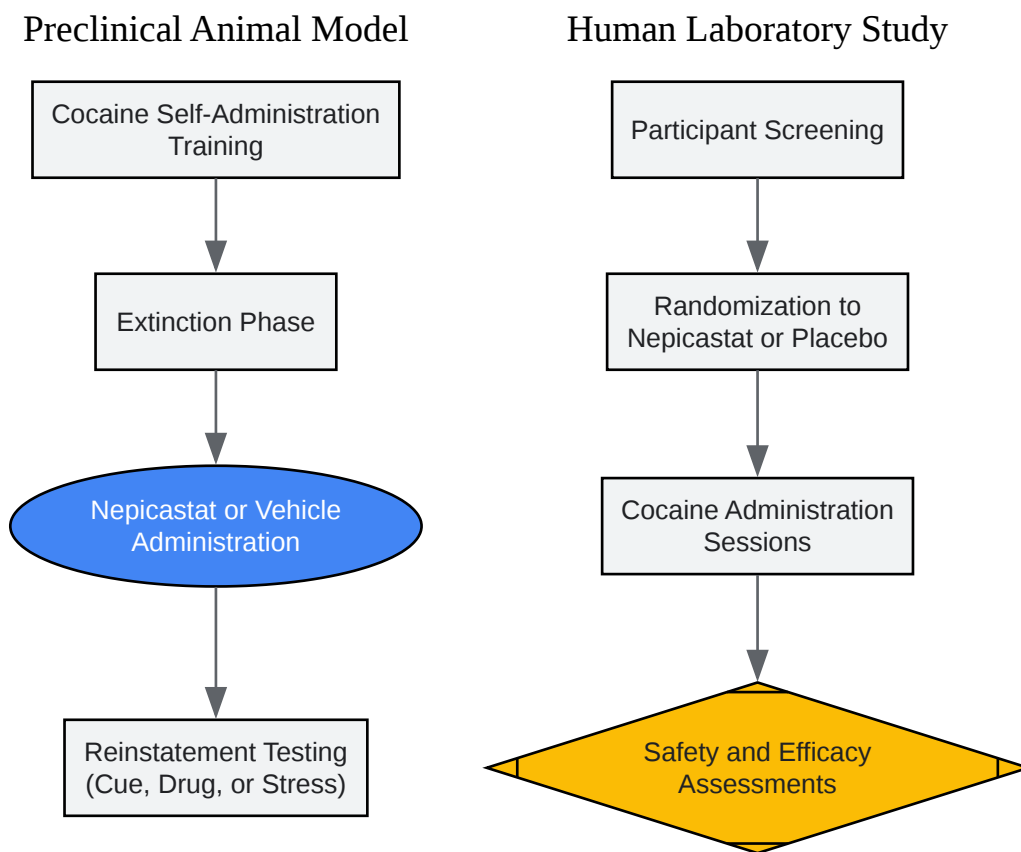 Preclinical Animal Model
Cocaine Self-Administration
Training
Extinction Phase
Nepicastat or Vehicle
Administration
Reinstatement Testing
(Cue, Drug, or Stress)
Human Laboratory Study
Participant Screening
Randomization to
Nepicastat or Placebo
Cocaine Administration
Sessions
Safety and Efficacy
Assessments